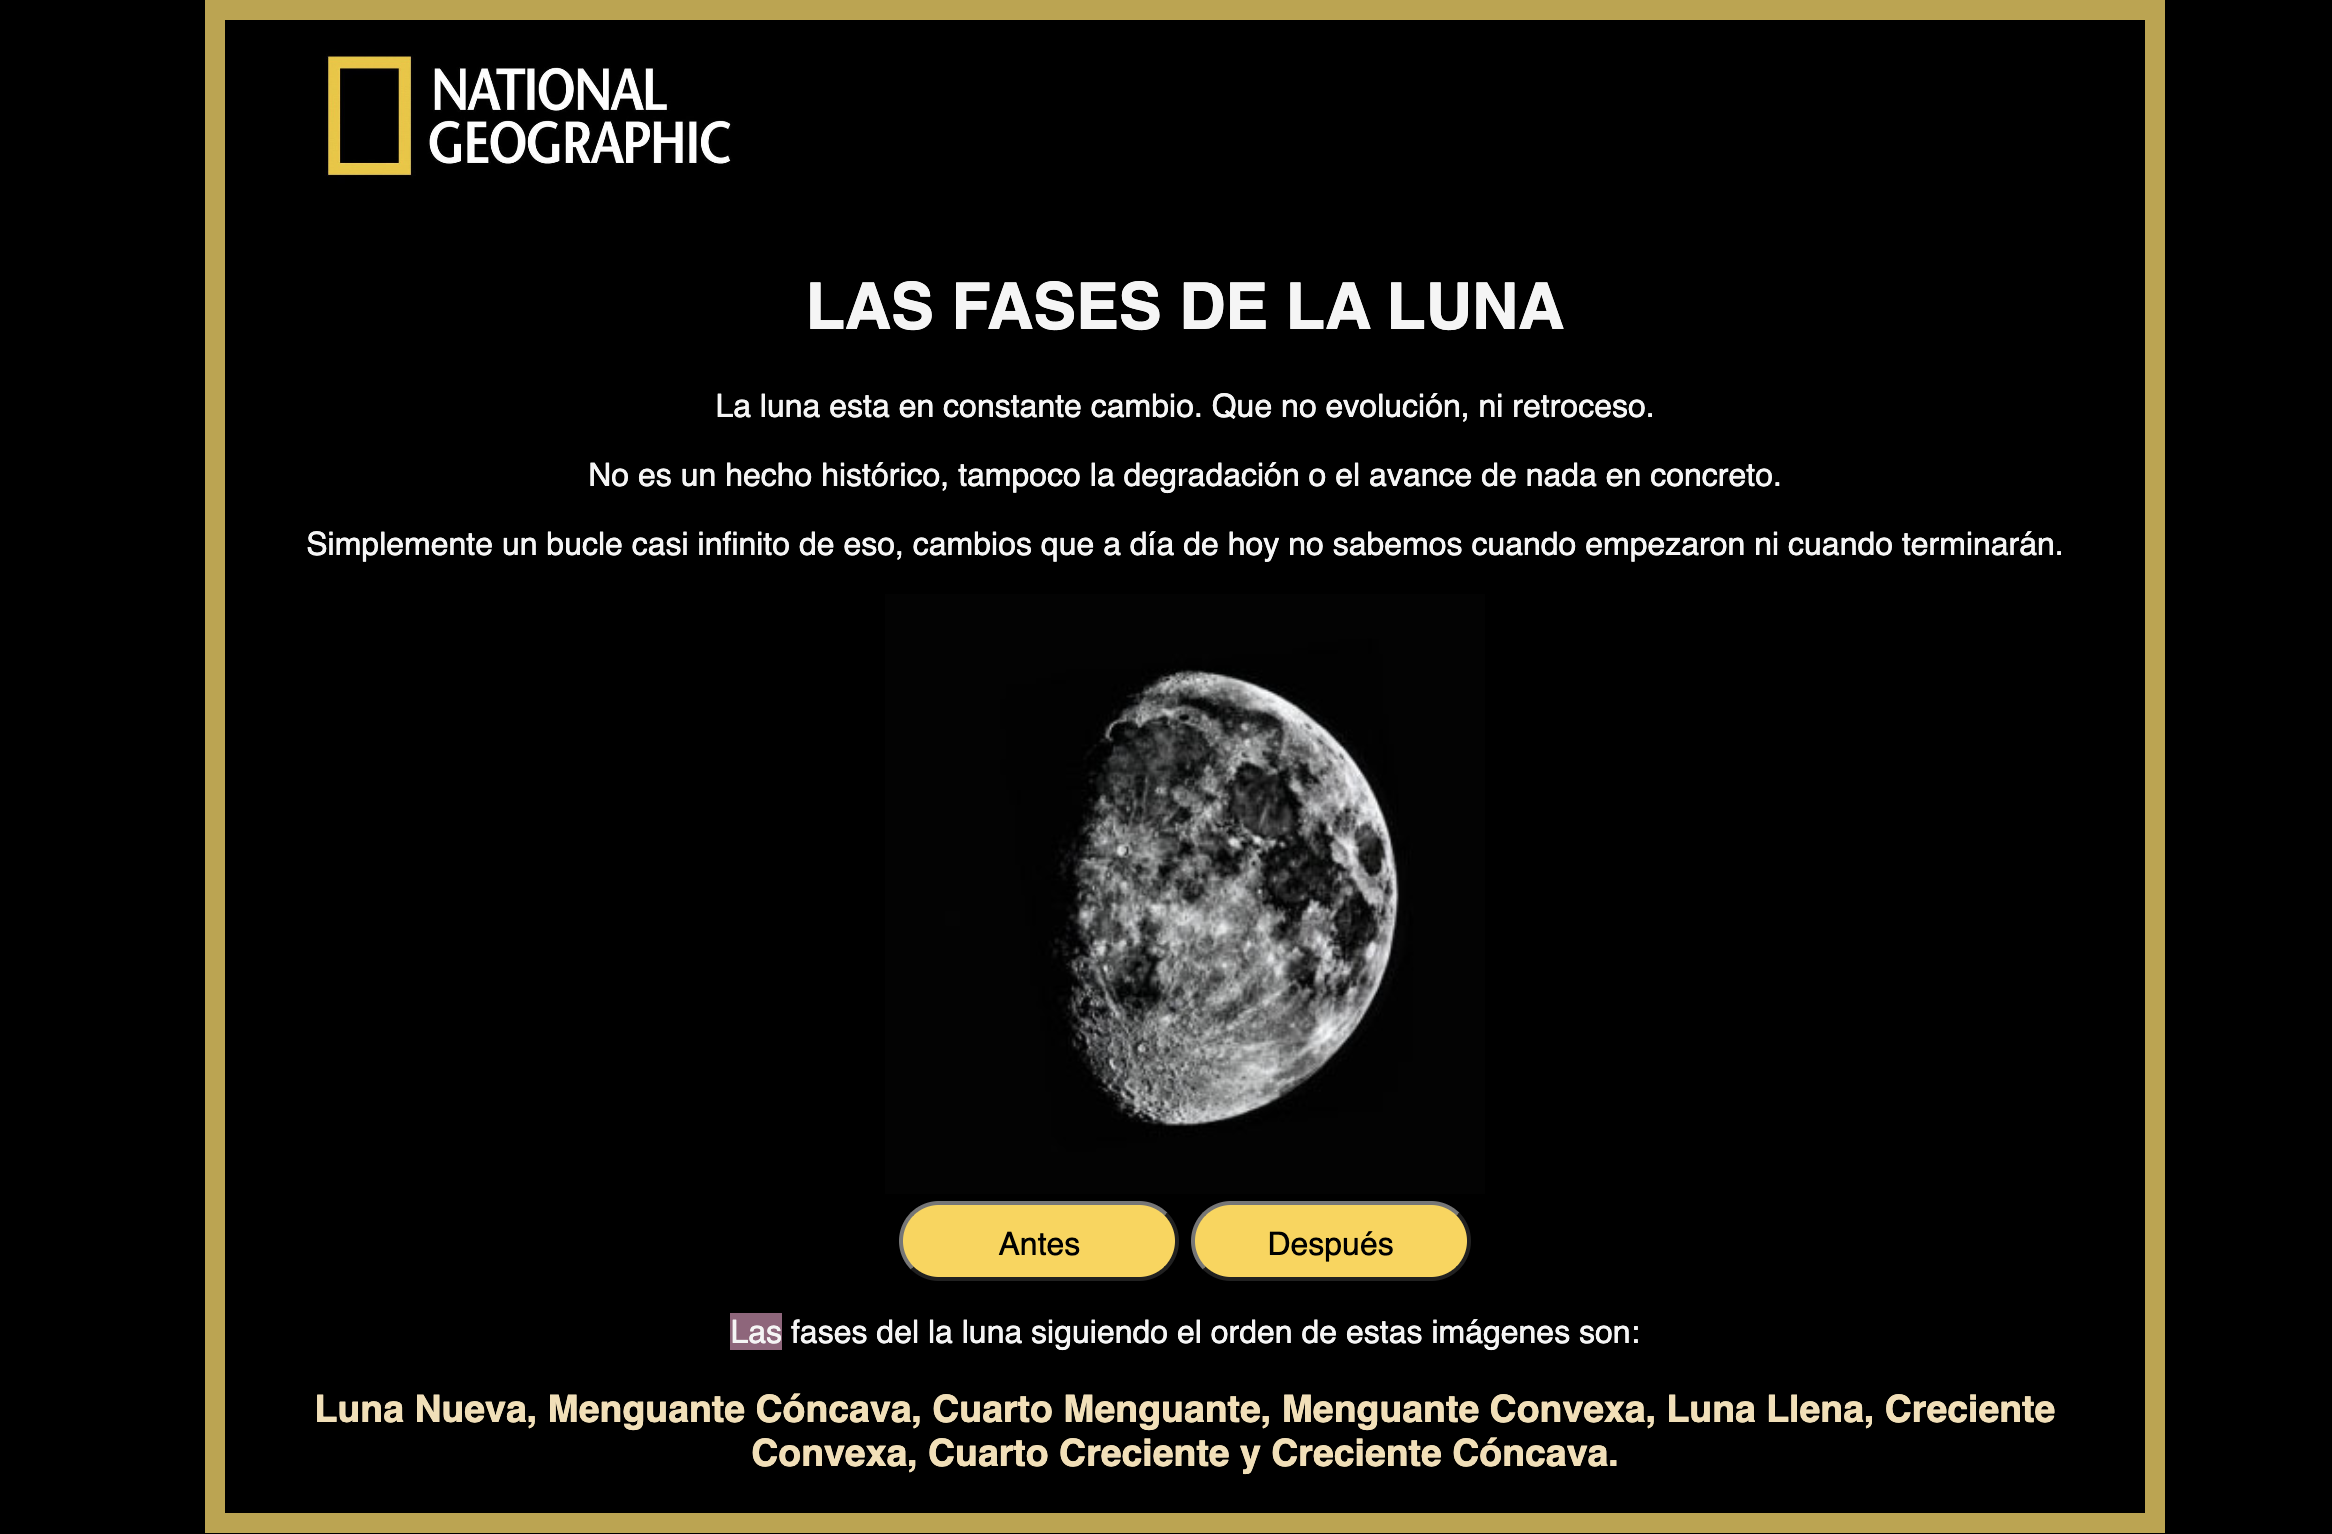 NATIONAL
GEOGRAPHIC
LAS FASES DE LA LUNA
La luna esta en constante cambio. Que no evolución, ni retroceso.
No es un hecho histórico, tampoco la degradación o el avance de nada en concreto.
Simplemente un bucle casi infinito de eso, cambios que a día de hoy no sabemos cuando empezaron ni cuando terminarán.
Antes
Después
Las fases del la luna siguiendo el orden de estas imágenes son:
Luna Nueva, Menguante Cóncava, Cuarto Menguante, Menguante Convexa, Luna Llena, Creciente
Convexa, Cuarto Creciente y Creciente Cóncava.